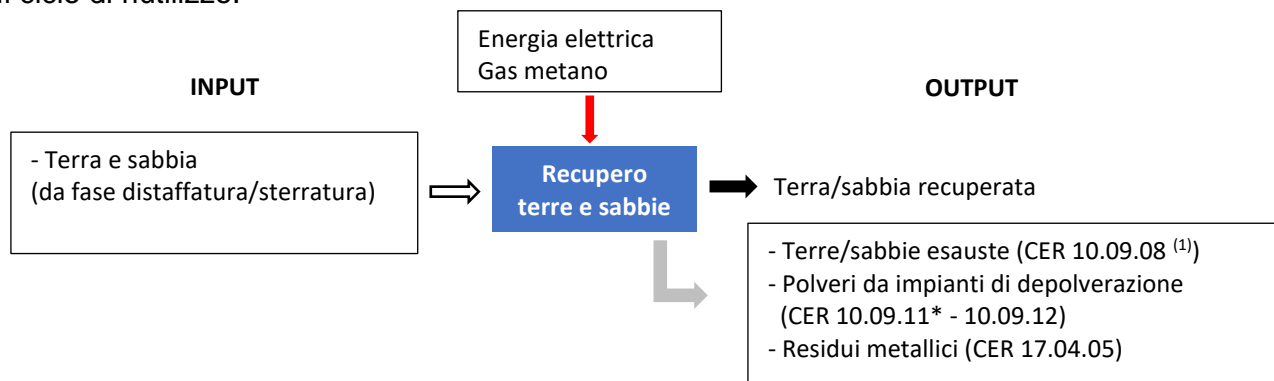 Energia elettrica
Gas metano
INPUT
OUTPUT
- Terra e sabbia
(da fase distaffatura/sterratura)
Recupero
terre e sabbie
Terra/sabbia recuperata
- Terre/sabbie esauste (CER 10.09.08 (1))
- Polveri da impianti di depolverazione
(CER 10.09.11* - 10.09.12)
- Residui metallici (CER 17.04.05)